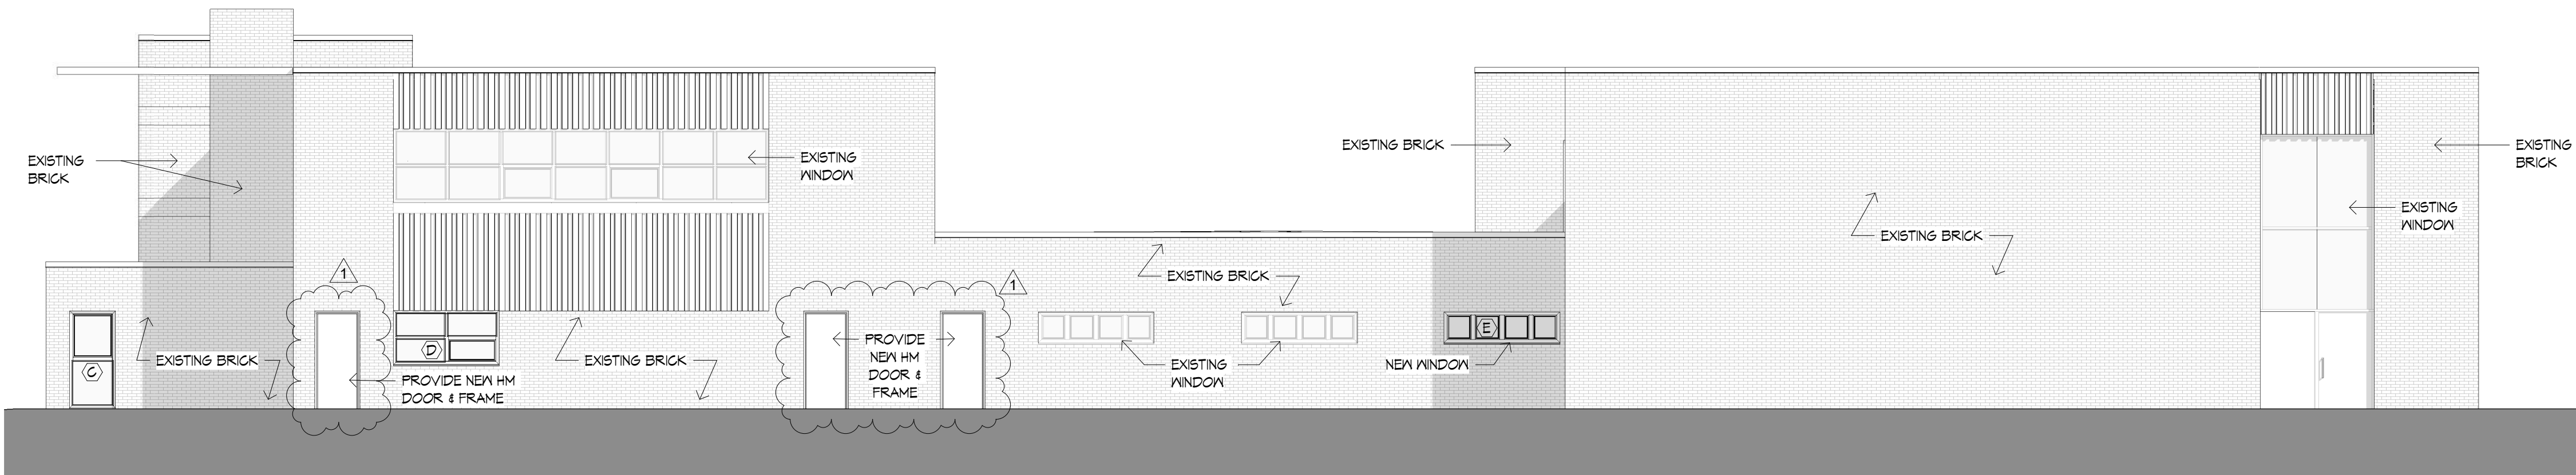 EXISTING
BRICK
EXISTING
WINDOW
EXISTING BRICK
EXISTING
BRICK
EXISTING
WINDOW
EXISTING BRICK
1
1
EXISTING BRICK
C
EXISTING BRICK
PROVIDE NEW HM
DOOR & FRAME
D
EXISTING BRICK
PROVIDE
NEW HM
DOOR &
FRAME
EXISTING
WINDOW
E
NEW WINDOW